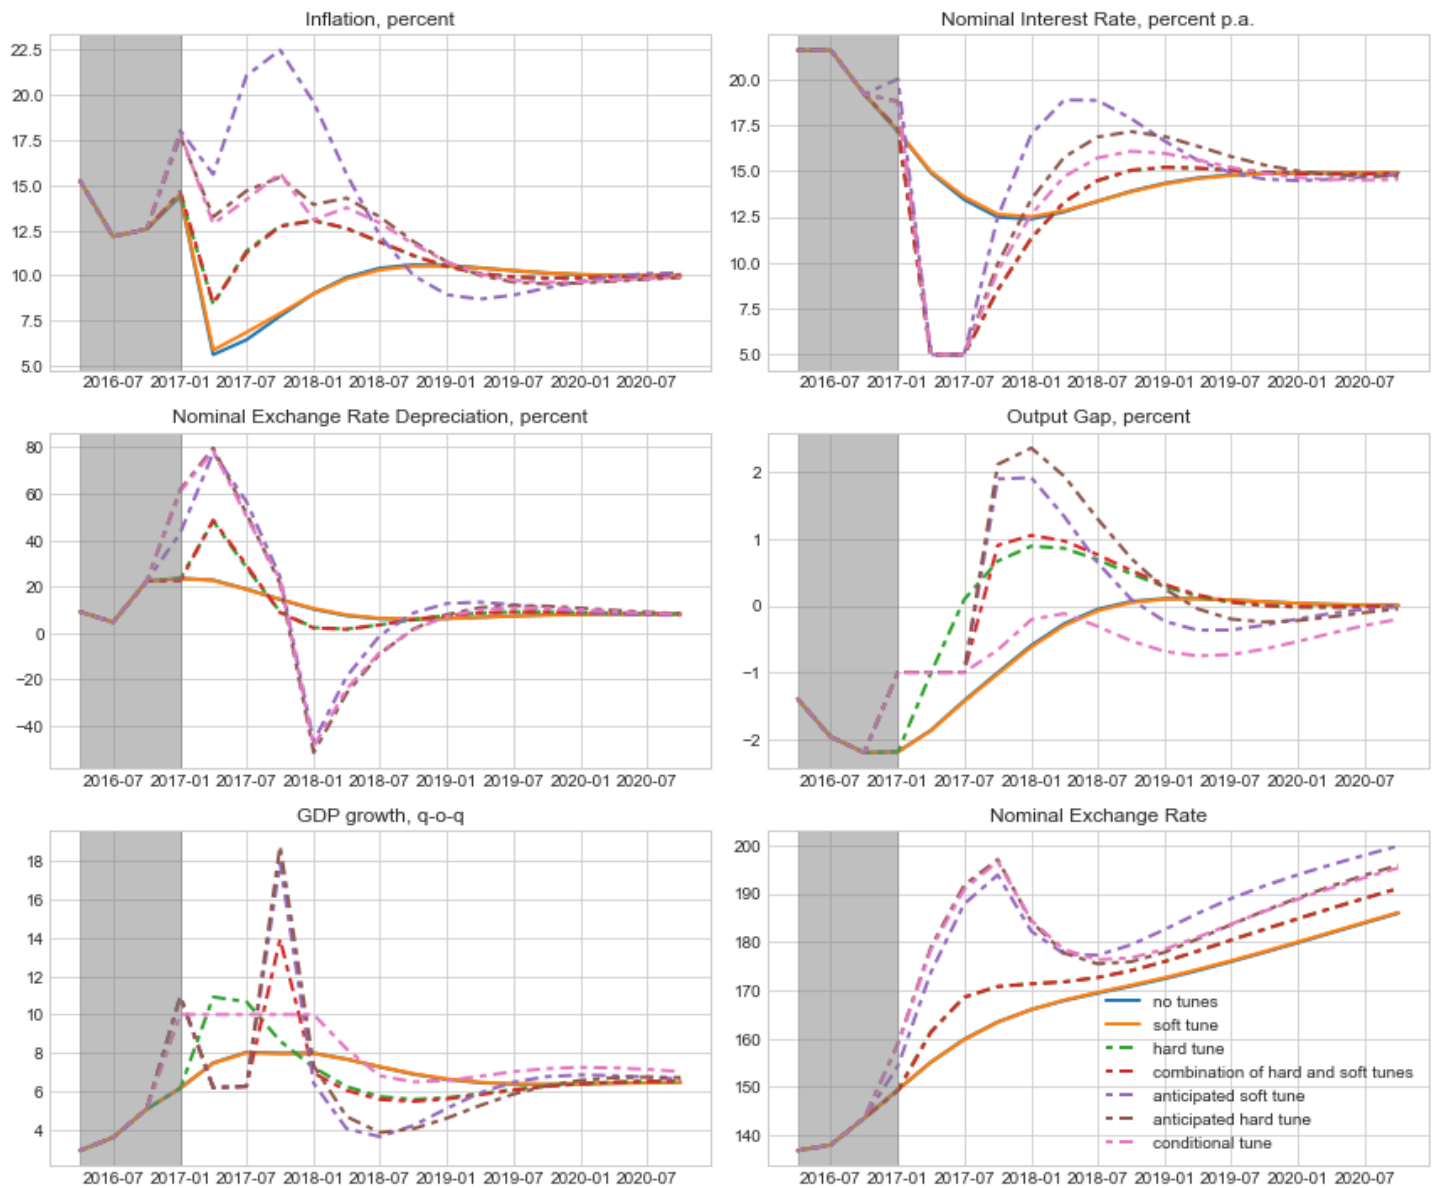 Inflation, percent
22.5
20.0
17.5
15.0
12.5
10.0
7.5
5.0
2016-07 2017-01 2017-07 2018-01 2018-07 2019-01 2019-07 2020-01 2020-07
Nominal Interest Rate, percent p.a.
20.0
17.5
15.0
12.5
10.0
7.5
5.0
2016-07 2017-01 2017-07 2018-01 2018-07 2019-01 2019-07 2020-01 2020-07
Nominal Exchange Rate Depreciation, percent
80
60
40
20
0
−20
−40
2016-07 2017-01 2017-07 2018-01 2018-07 2019-01 2019-07 2020-01 2020-07
Output Gap, percent
2
1
0
−1
−2
2016-07 2017-01 2017-07 2018-01 2018-07 2019-01 2019-07 2020-01 2020-07
GDP growth, q-o-q
18
16
14
12
10
8
6
4
2016-07 2017-01 2017-07 2018-01 2018-07 2019-01 2019-07 2020-01 2020-07
Nominal Exchange Rate
200
190
180
170
160
150
140
no tunes
soft tune
hard tune
combination of hard and soft tunes
anticipated soft tune
anticipated hard tune
conditional tune
2016-07 2017-01 2017-07 2018-01 2018-07 2019-01 2019-07 2020-01 2020-07